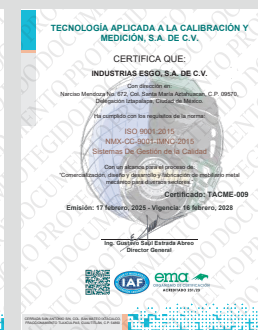 TECNOLOGÍA APLICADA A LA CALIBRACIÓN Y
MEDICIÓN, S.A. DE C.V.
CERTIFICA QUE:
INDUSTRIAS ESGO, S.A. DE C.V.
Con dirección en:
Narciso Mendoza No. 672, Col. Santa María Aztahuacan, C.P. 09570,
Delegación Iztapalapa, Ciudad de México.
Ha cumplido con los requisitos de la norma:
ISO 9001:2015
NMX-CC-9001-IMNC-2015
Sistemas De Gestión de la Calidad
Con un alcance para el proceso de
"Comercialización, diseño y desarrollo y fabricación de mobiliario metal
mecánico para diversos sectores."
Certificado: TACME-009
Emisión: 17 febrero, 2025 - Vigencia: 16 febrero, 2028
Ing. Gustavo Saúl Estrada Abreo
Director General
IAF
ema
ORGANISMO DE CERTIFICACIÓN